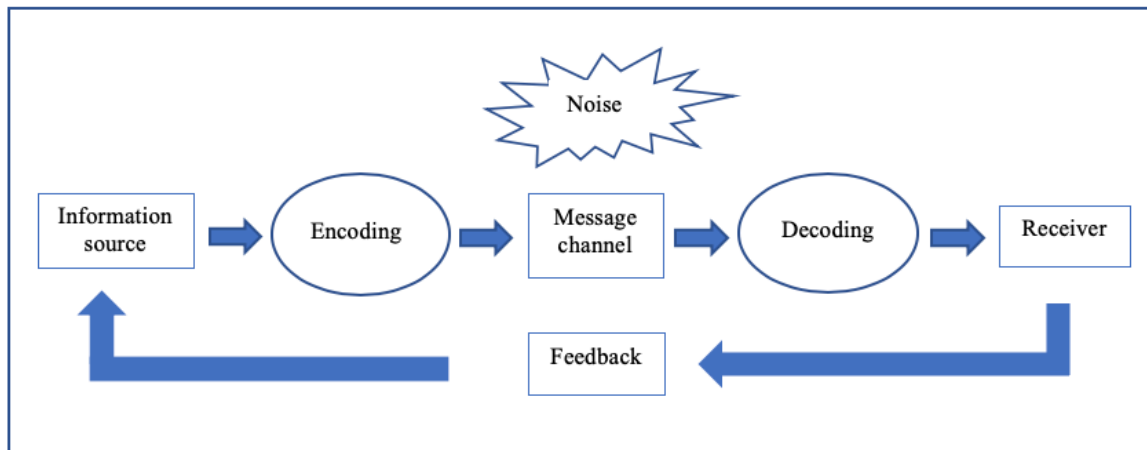 Noise
Information
source
Encoding
Message
channel
Decoding
Receiver
Feedback